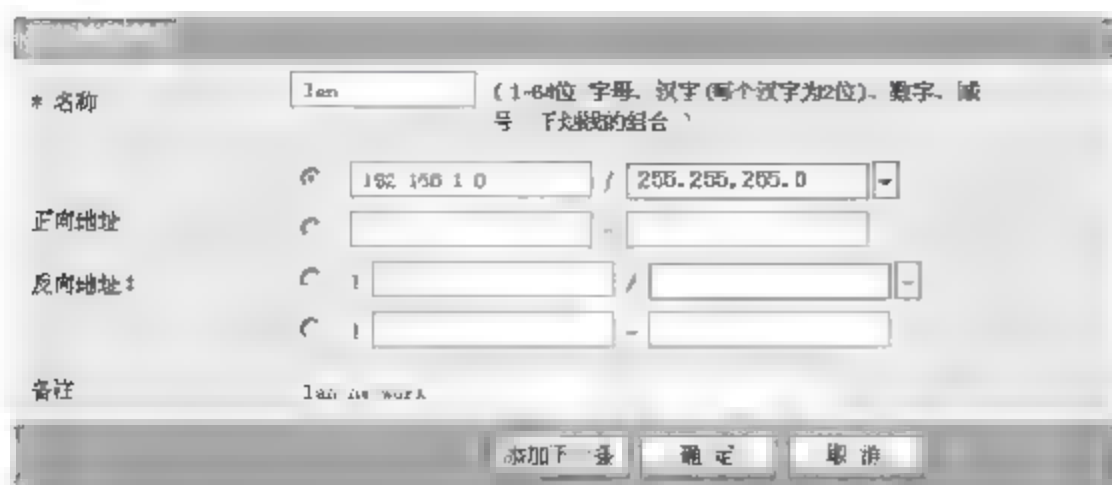 * 名称
lan
(1-64位 字母、汉字(每个汉字为2位)、数字、减
号 下划线的组合
192 168 1 0 / 255.255.255.0
正向地址
-
反向地址:
! /
! -
备注
lan
添加下 条 确 定 取 消